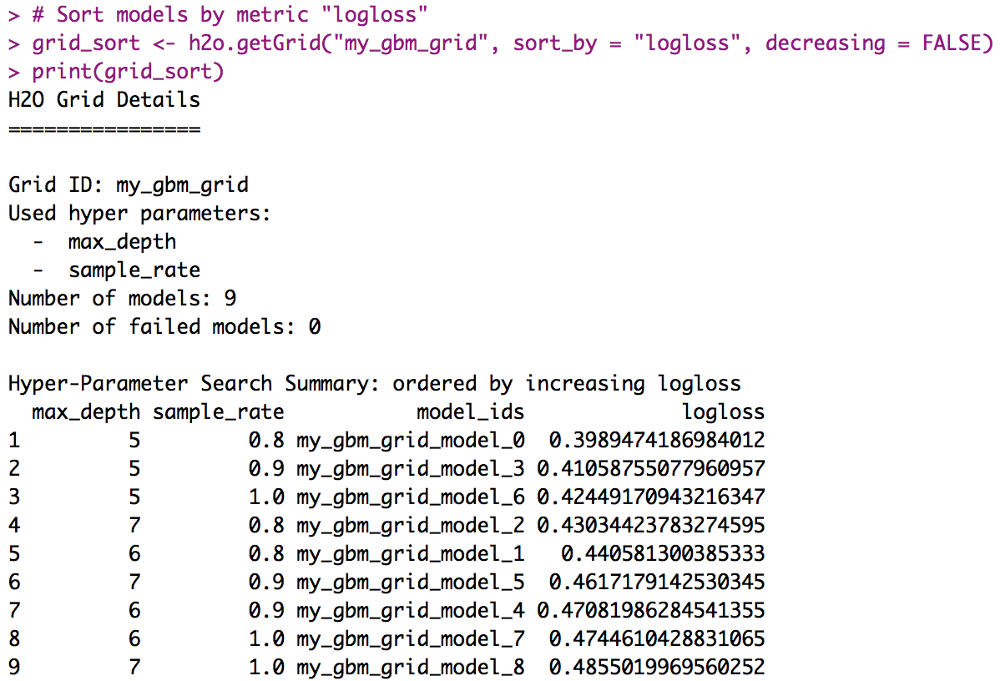 > # Sort models by metric "logloss"
> grid_sort <- h2o.getGrid("my_gbm_grid", sort_by = "logloss", decreasing = FALSE)
> print(grid_sort)
H2O Grid Details
================
Grid ID: my_gbm_grid
Used hyper parameters:
  -  max_depth
  -  sample_rate
Number of models: 9
Number of failed models: 0
Hyper-Parameter Search Summary: ordered by increasing logloss
  max_depth sample_rate           model_ids             logloss
1         5         0.8 my_gbm_grid_model_0  0.3989474186984012
2         5         0.9 my_gbm_grid_model_3 0.41058755077960957
3         5         1.0 my_gbm_grid_model_6 0.42449170943216347
4         7         0.8 my_gbm_grid_model_2 0.43034423783274595
5         6         0.8 my_gbm_grid_model_1   0.440581300385333
6         7         0.9 my_gbm_grid_model_5  0.4617179142530345
7         6         0.9 my_gbm_grid_model_4 0.47081986284541355
8         6         1.0 my_gbm_grid_model_7  0.4744610428831065
9         7         1.0 my_gbm_grid_model_8  0.4855019969560252